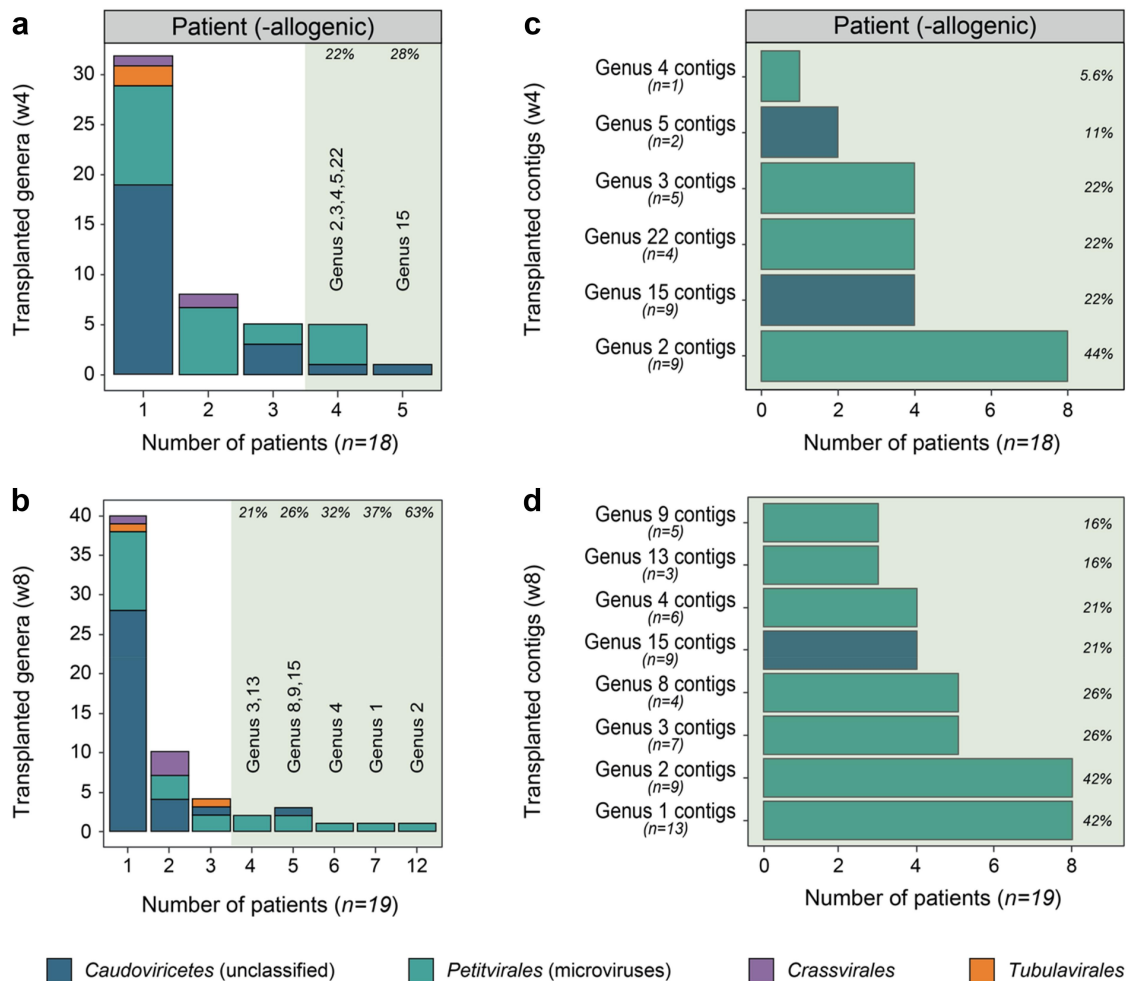 a
Patient (-allogenic)
Transplanted genera (w4)
30
25
20
15
10
5
0
22%
28%
Genus 2,3,4,5,22
Genus 15
1
2
3
4
5
Number of patients (n=18)
c
Patient (-allogenic)
Transplanted contigs (w4)
Genus 4 contigs
(n=1)
5.6%
Genus 5 contigs
(n=2)
11%
Genus 3 contigs
(n=5)
22%
Genus 22 contigs
(n=4)
22%
Genus 15 contigs
(n=9)
22%
Genus 2 contigs
(n=9)
44%
0
2
4
6
8
Number of patients (n=18)
b
Transplanted genera (w8)
40
35
30
25
20
15
10
5
0
21%
26%
32%
37%
63%
Genus 3,13
Genus 8,9,15
Genus 4
Genus 1
Genus 2
1
2
3
4
5
6
7
12
Number of patients (n=19)
d
Transplanted contigs (w8)
Genus 9 contigs
(n=5)
16%
Genus 13 contigs
(n=3)
16%
Genus 4 contigs
(n=6)
21%
Genus 15 contigs
(n=9)
21%
Genus 8 contigs
(n=4)
26%
Genus 3 contigs
(n=7)
26%
Genus 2 contigs
(n=9)
42%
Genus 1 contigs
(n=13)
42%
0
2
4
6
8
Number of patients (n=19)
Caudoviricetes (unclassified)
Petitvirales (microviruses)
Crassvirales
Tubulavirales